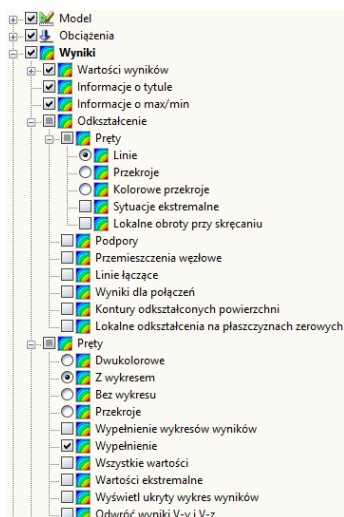 Model
Obciążenia
Wyniki
Wartości wyników
Informacje o tytule
Informacje o max/min
Odkształcenie
Pręty
Linie
Przekroje
Kolorowe przekroje
Sytuacje ekstremalne
Lokalne obroty przy skręcaniu
Podpory
Przemieszczenia węzłowe
Linie łączące
Wyniki dla połączeń
Kontury odkształconych powierzchni
Lokalne odkształcenia na płaszczyznach zerowych
Pręty
Dwukolorowe
Z wykresem
Bez wykresu
Przekroje
Wypełnienie wykresów wyników
Wypełnienie
Wszystkie wartości
Wartości ekstremalne
Wyświetl ukryty wykres wyników
Odwróć wyniki V-y i V-z